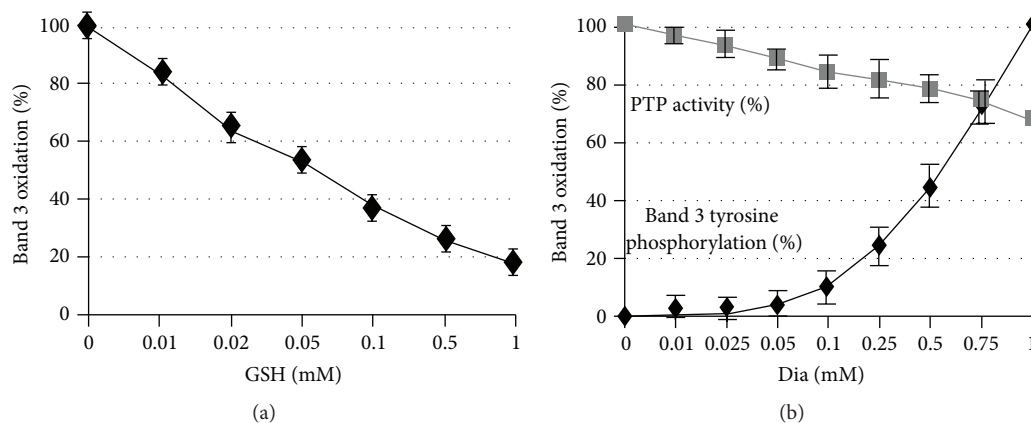 100
80
60
40
20
0
Band 3 oxidation (%)
0 0.01 0.02 0.05 0.1 0.5 1
GSH (mM)
(a)
100
80
60
40
20
0
Band 3 oxidation (%)
PTP activity (%)
Band 3 tyrosine
phosphorylation (%)
0 0.01 0.025 0.05 0.1 0.25 0.5 0.75 1
Dia (mM)
(b)